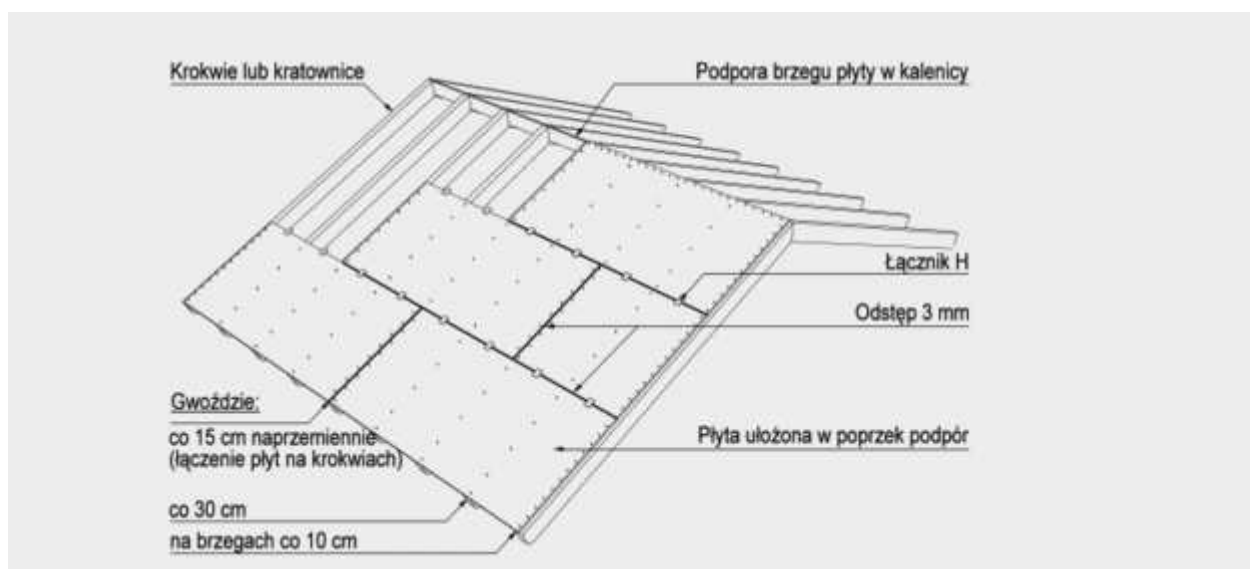 Krokwie lub kratownice
Podpora brzegu płyty w kalenicy
Łącznik H
Odstęp 3 mm
Gwoździe:
co 15 cm naprzemiennie
(łączenie płyt na krokwiach)
Płyta ułożona w poprzek podpór
co 30 cm
na brzegach co 10 cm